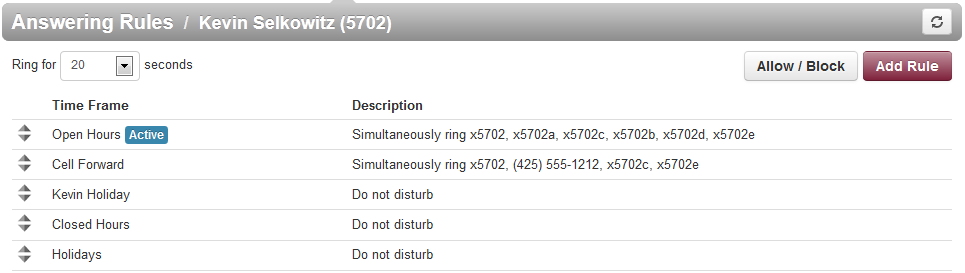 Answering Rules / Kevin Selkowitz (5702)
Ring for 20 seconds Allow / Block Add Rule
Time Frame Description
Open Hours Active Simultaneously ring x5702, x5702a, x5702c, x5702b, x5702d, x5702e
Cell Forward Simultaneously ring x5702, (425) 555-1212, x5702c, x5702e
Kevin Holiday Do not disturb
Closed Hours Do not disturb
Holidays Do not disturb